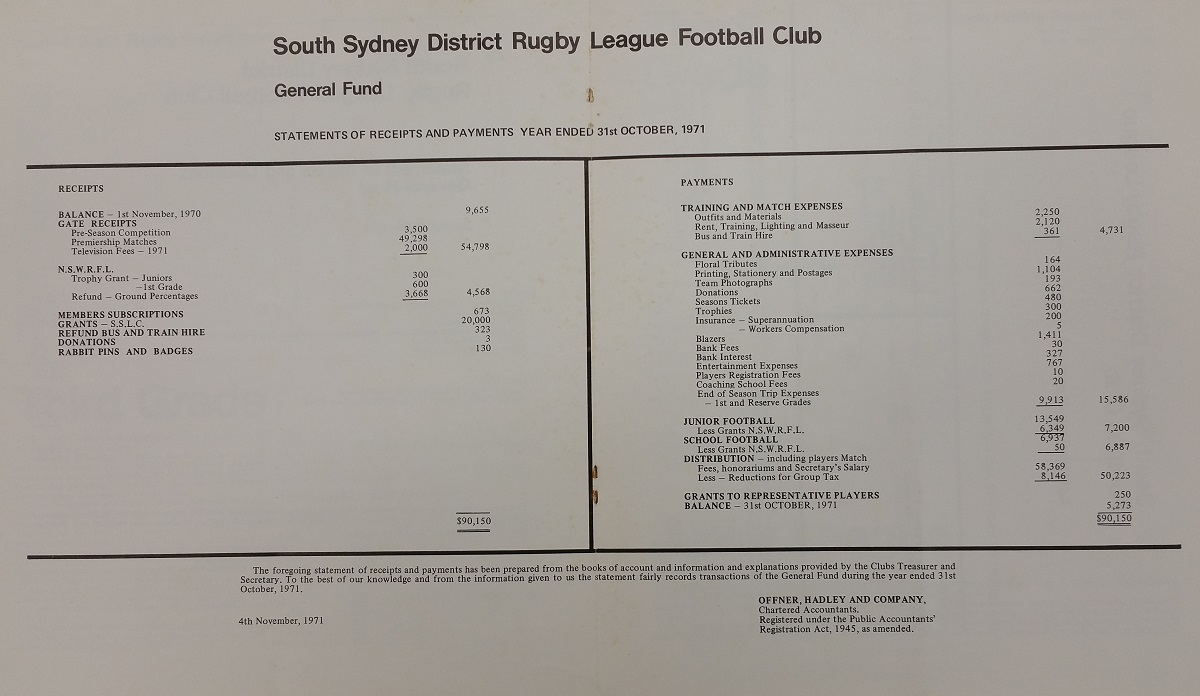 South Sydney District Rugby League Football Club
General Fund
STATEMENTS OF RECEIPTS AND PAYMENTS YEAR ENDED 31st OCTOBER, 1971
RECEIPTS
BALANCE – 1st November, 1970 9,655
GATE RECEIPTS
Pre-Season Competition 3,500
Premiership Matches 49,298
Television Fees – 1971 2,000 54,798
N.S.W.R.F.L.
Trophy Grant – Juniors 300
–1st Grade 600
Refund – Ground Percentages 3,668 4,568
MEMBERS SUBSCRIPTIONS 673
GRANTS – S.S.L.C. 20,000
REFUND BUS AND TRAIN HIRE 323
DONATIONS 3
RABBIT PINS AND BADGES 130
$90,150
PAYMENTS
TRAINING AND MATCH EXPENSES
Outfits and Materials 2,250
Rent, Training, Lighting and Masseur 2,120
Bus and Train Hire 361 4,731
GENERAL AND ADMINISTRATIVE EXPENSES
Floral Tributes 164
Printing, Stationery and Postages 1,104
Team Photographs 193
Donations 662
Seasons Tickets 480
Trophies 300
Insurance – Superannuation 200
– Workers Compensation 5
Blazers 1,411
Bank Fees 30
Bank Interest 327
Entertainment Expenses 767
Players Registration Fees 10
Coaching School Fees 20
End of Season Trip Expenses
– 1st and Reserve Grades 9,913 15,586
JUNIOR FOOTBALL 13,549
Less Grants N.S.W.R.F.L. 6,349 7,200
SCHOOL FOOTBALL 6,937
Less Grants N.S.W.R.F.L. 50 6,887
DISTRIBUTION – including players Match
Fees, honorariums and Secretary's Salary 58,369
Less – Reductions for Group Tax 8,146 50,223
GRANTS TO REPRESENTATIVE PLAYERS 250
BALANCE – 31st OCTOBER, 1971 5,273
$90,150
The foregoing statement of receipts and payments has been prepared from the books of account and information and explanations provided by the Clubs Treasurer and
Secretary. To the best of our knowledge and from the information given to us the statement fairly records transactions of the General Fund during the year ended 31st
October, 1971.
OFFNER, HADLEY AND COMPANY,
Chartered Accountants.
Registered under the Public Accountants'
Registration Act, 1945, as amended.
4th November, 1971